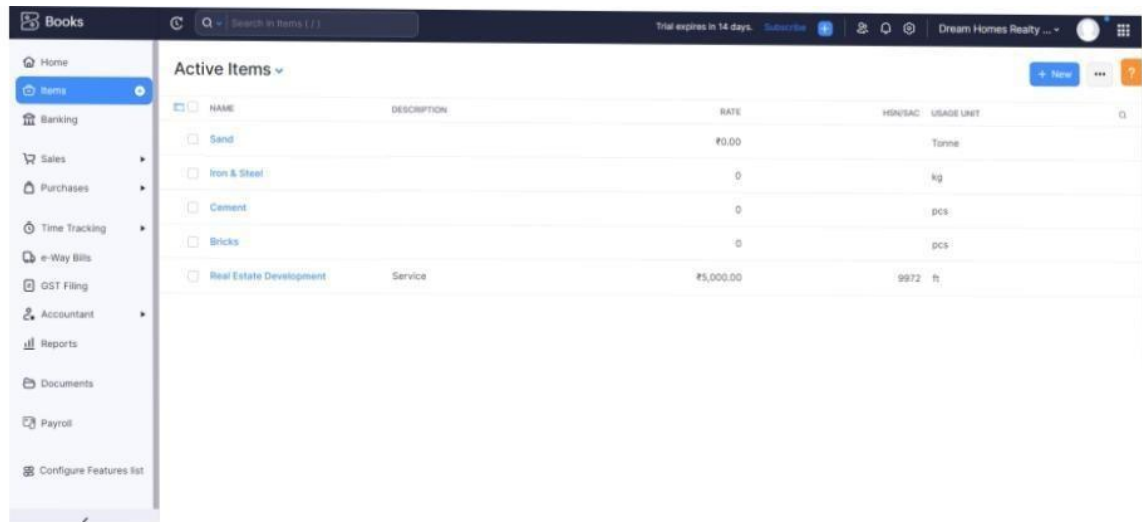 Books
Search in Items ( / )
Trial expires in 14 days. Subscribe
Dream Homes Realty ...
Home
Items
Banking
Sales
Purchases
Time Tracking
e-Way Bills
GST Filing
Accountant
Reports
Documents
Payroll
Configure Features list
Active Items
+ New
?
NAME DESCRIPTION RATE HSN/SAC USAGE UNIT
Sand ₹0.00 Tonne
Iron & Steel 0 kg
Cement 0 pcs
Bricks 0 pcs
Real Estate Development Service ₹5,000.00 9972 ft